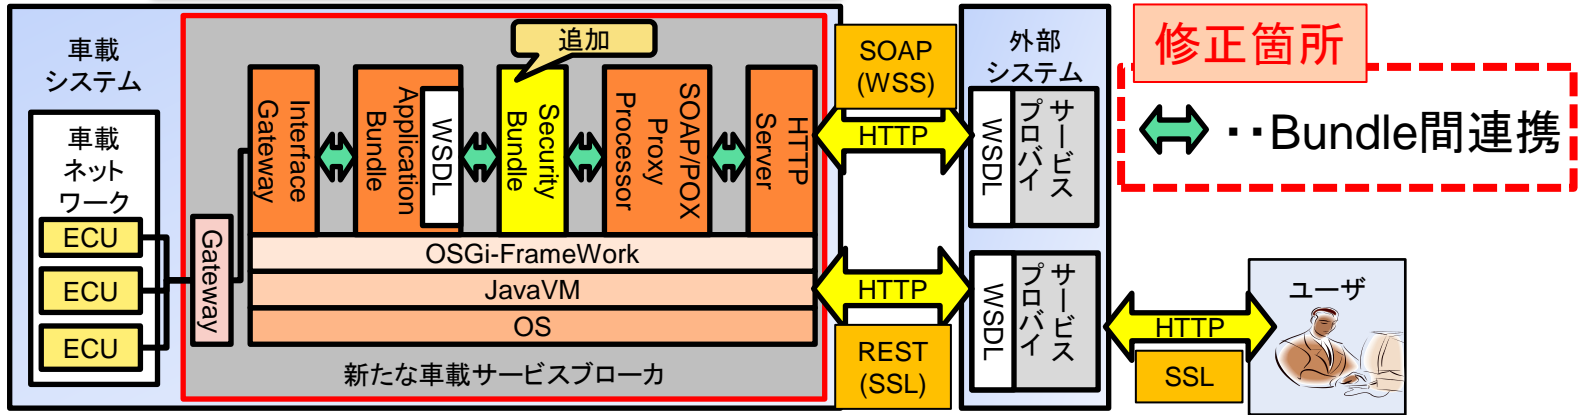 車載
システム
車載
ネット
ワーク
ECU
ECU
ECU
Gateway
Interface
Gateway
Application
Bundle
WSDL
追加
Security
Bundle
SOAP/POX
Proxy
Processor
HTTP
Server
OSGi-FrameWork
JavaVM
OS
新たな車載サービスブローカ
SOAP
(WSS)
HTTP
HTTP
REST
(SSL)
外部
システム
WSDL
サービス
プロバイ
WSDL
サービス
プロバイ
HTTP
SSL
ユーザ
修正箇所
・・Bundle間連携